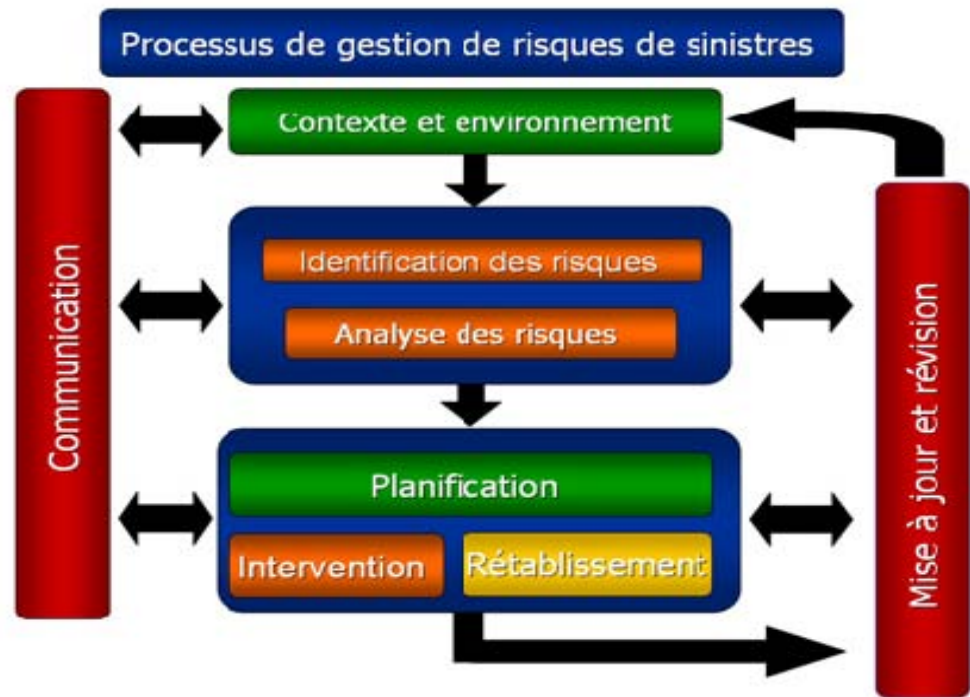 Processus de gestion de risques de sinistres
Contexte et environnement
Communication
Identification des risques
Analyse des risques
Mise à jour et révision
Planification
Intervention
Rétablissement